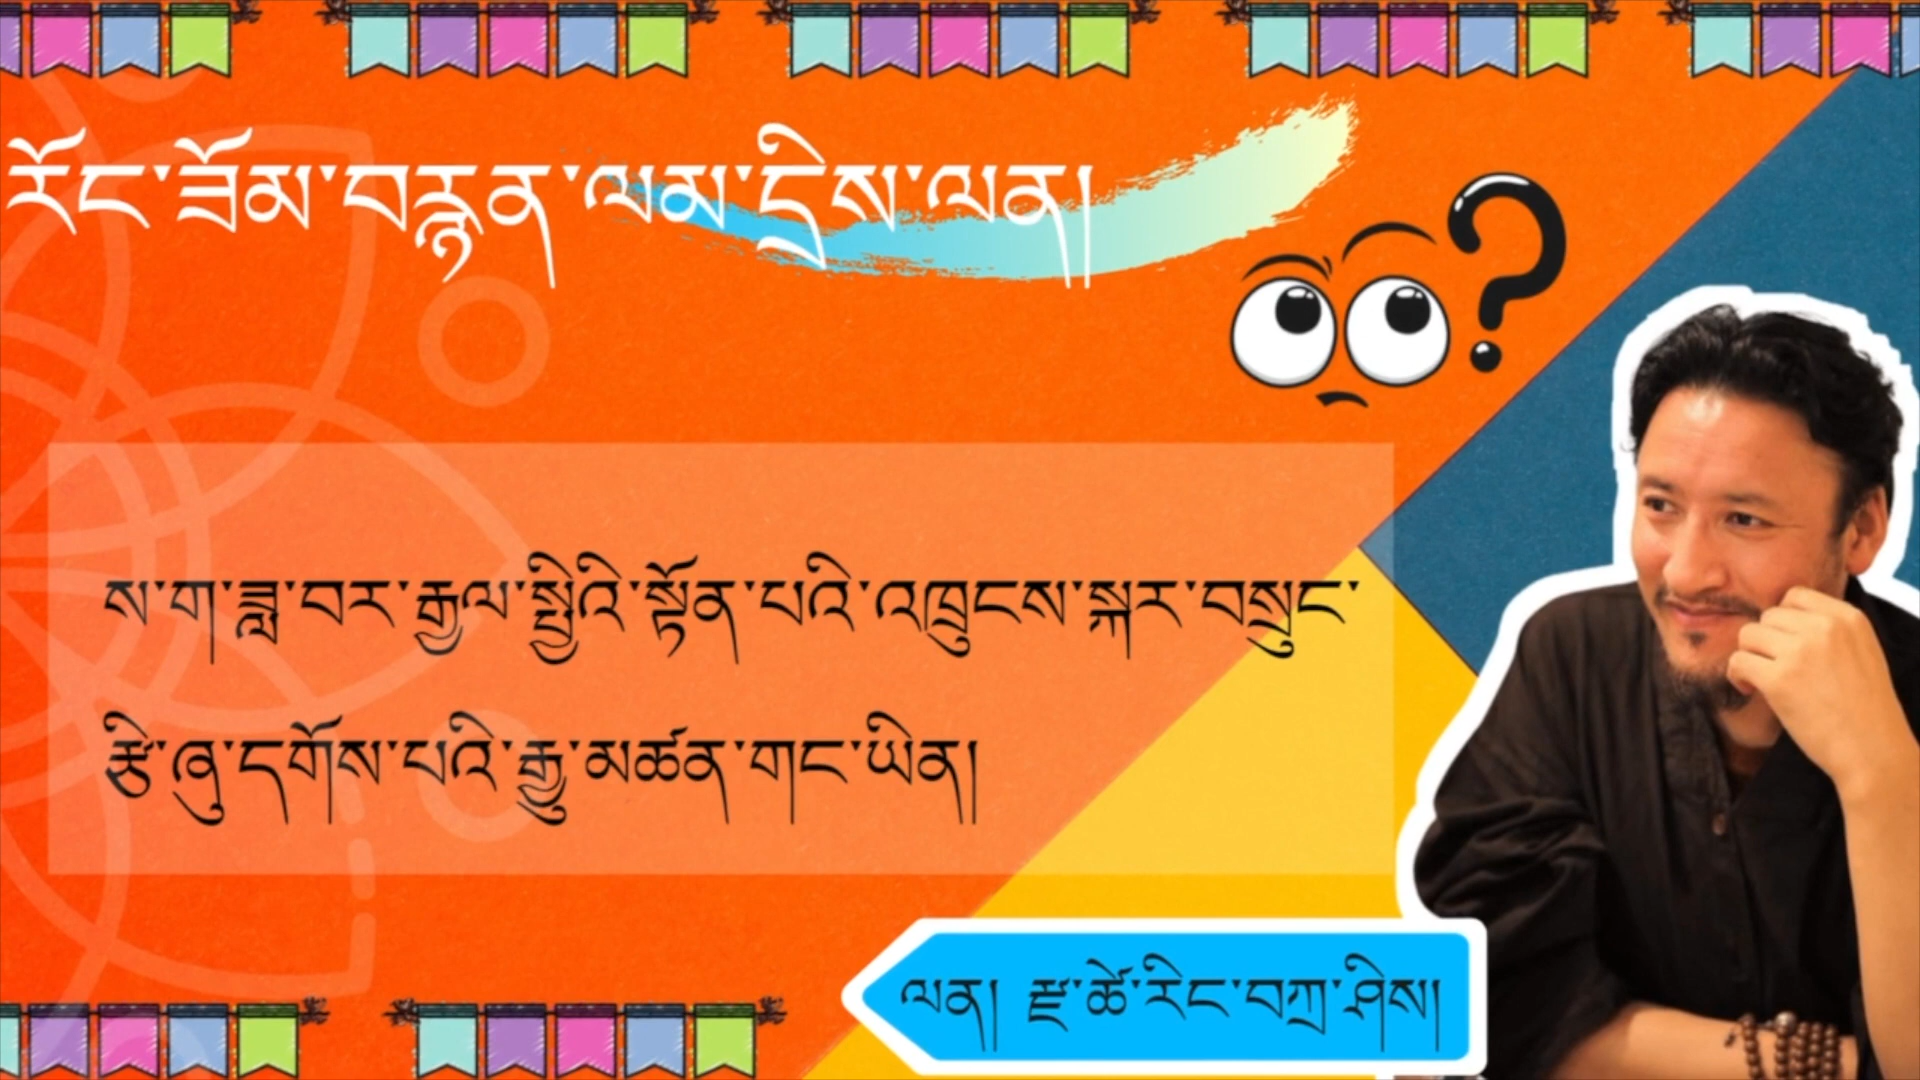 རོང་ཟོམ་བརྙན་ལམ་དྲིས་ལན།
ས་ག་ཟླ་བར་རྒྱལ་སྤྱིའི་སྟོན་པའི་འཁྲུངས་སྐར་བསྲུང་
རྩི་ཞུ་དགོས་པའི་རྒྱུ་མཚན་གང་ཡིན།
ལན། རྫ་ཚེ་རིང་བཀྲ་ཤིས།